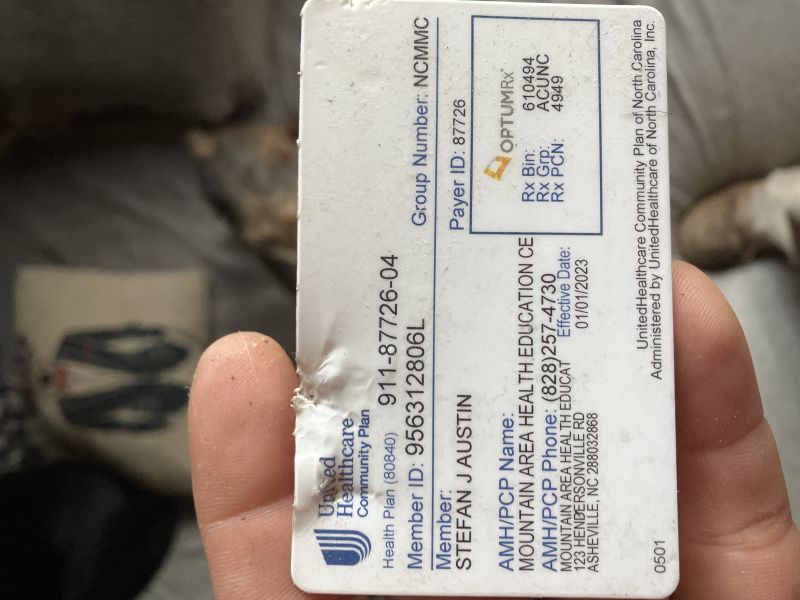 United
Healthcare
Community Plan
Health Plan (80840) 911-87726-04
Member ID: 956312806L Group Number: NCMMC
Member:
STEFAN J AUSTIN
Payer ID: 87726
OPTUMRx
Rx Bin: 610494
Rx Grp: ACUNC
Rx PCN: 4949
AMH/PCP Name:
MOUNTAIN AREA HEALTH EDUCATION CE
AMH/PCP Phone: (828)257-4730
MOUNTAIN AREA HEALTH EDUCAT
123 HENDERSONVILLE RD
ASHEVILLE, NC 288032868
Effective Date:
01/01/2023
0501
UnitedHealthcare Community Plan of North Carolina
Administered by UnitedHealthcare of North Carolina, Inc.